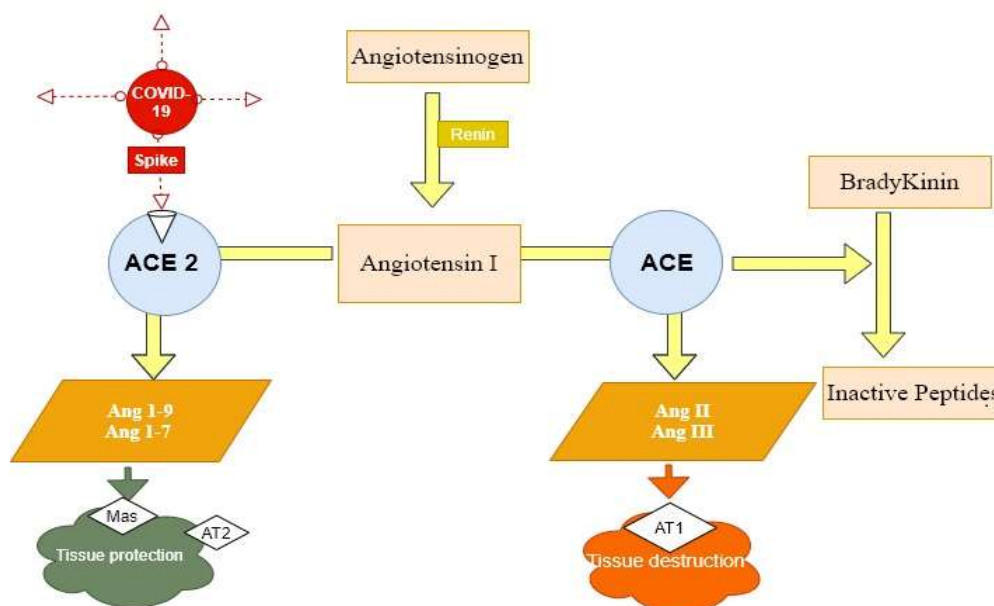 Angiotensinogen
COVID-
19
Renin
Spike
BradyKinin
ACE 2
Angiotensin I
ACE
Inactive Peptides
Ang 1-9
Ang 1-7
Ang II
Ang III
Mas
AT2
Tissue protection
AT1
Tissue destruction